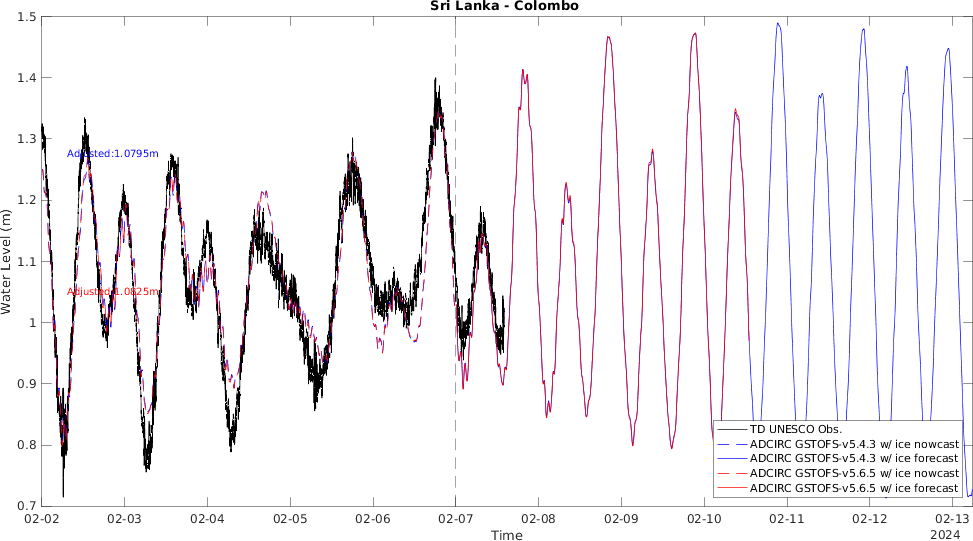 Sri Lanka - Colombo
1.5
1.4
1.3
1.2
1.1
1
0.9
0.8
0.7
Water Level (m)
Adjusted:1.0795m
Adjusted:1.0825m
TD UNESCO Obs.
ADCIRC GSTOFS-v5.4.3 w/ ice nowcast
ADCIRC GSTOFS-v5.4.3 w/ ice forecast
ADCIRC GSTOFS-v5.6.5 w/ ice nowcast
ADCIRC GSTOFS-v5.6.5 w/ ice forecast
02-02 02-03 02-04 02-05 02-06 02-07 02-08 02-09 02-10 02-11 02-12 02-13
Time
2024